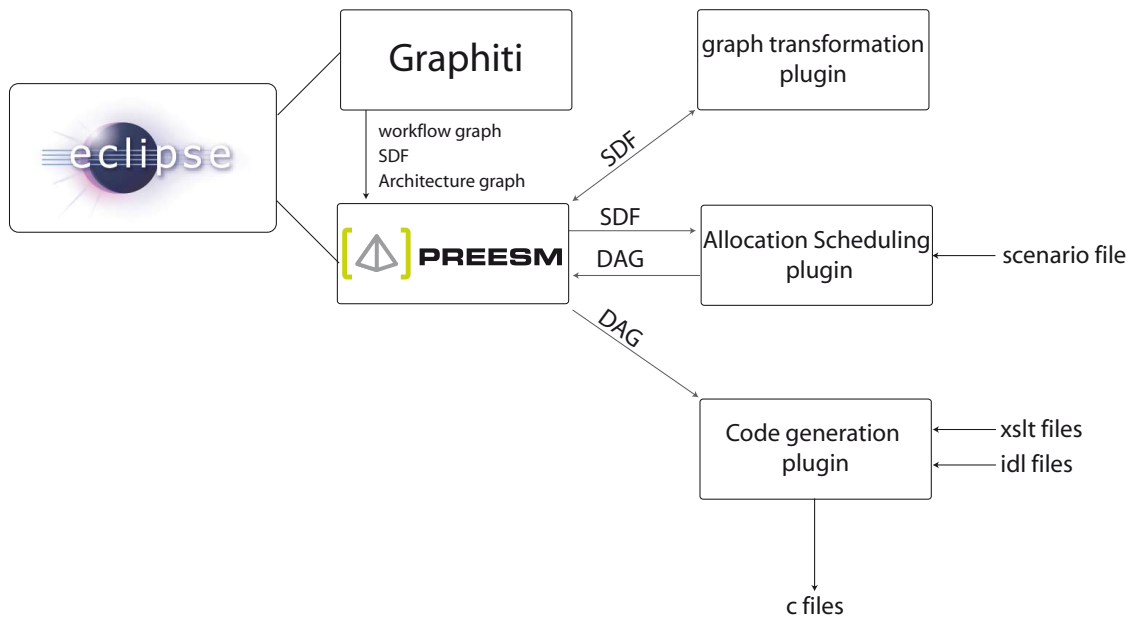 Graphiti
graph transformation
plugin
eclipse
workflow graph
SDF
Architecture graph
SDF
PREESM
SDF
DAG
Allocation Scheduling
plugin
scenario file
DAG
Code generation
plugin
xslt files
idl files
c files